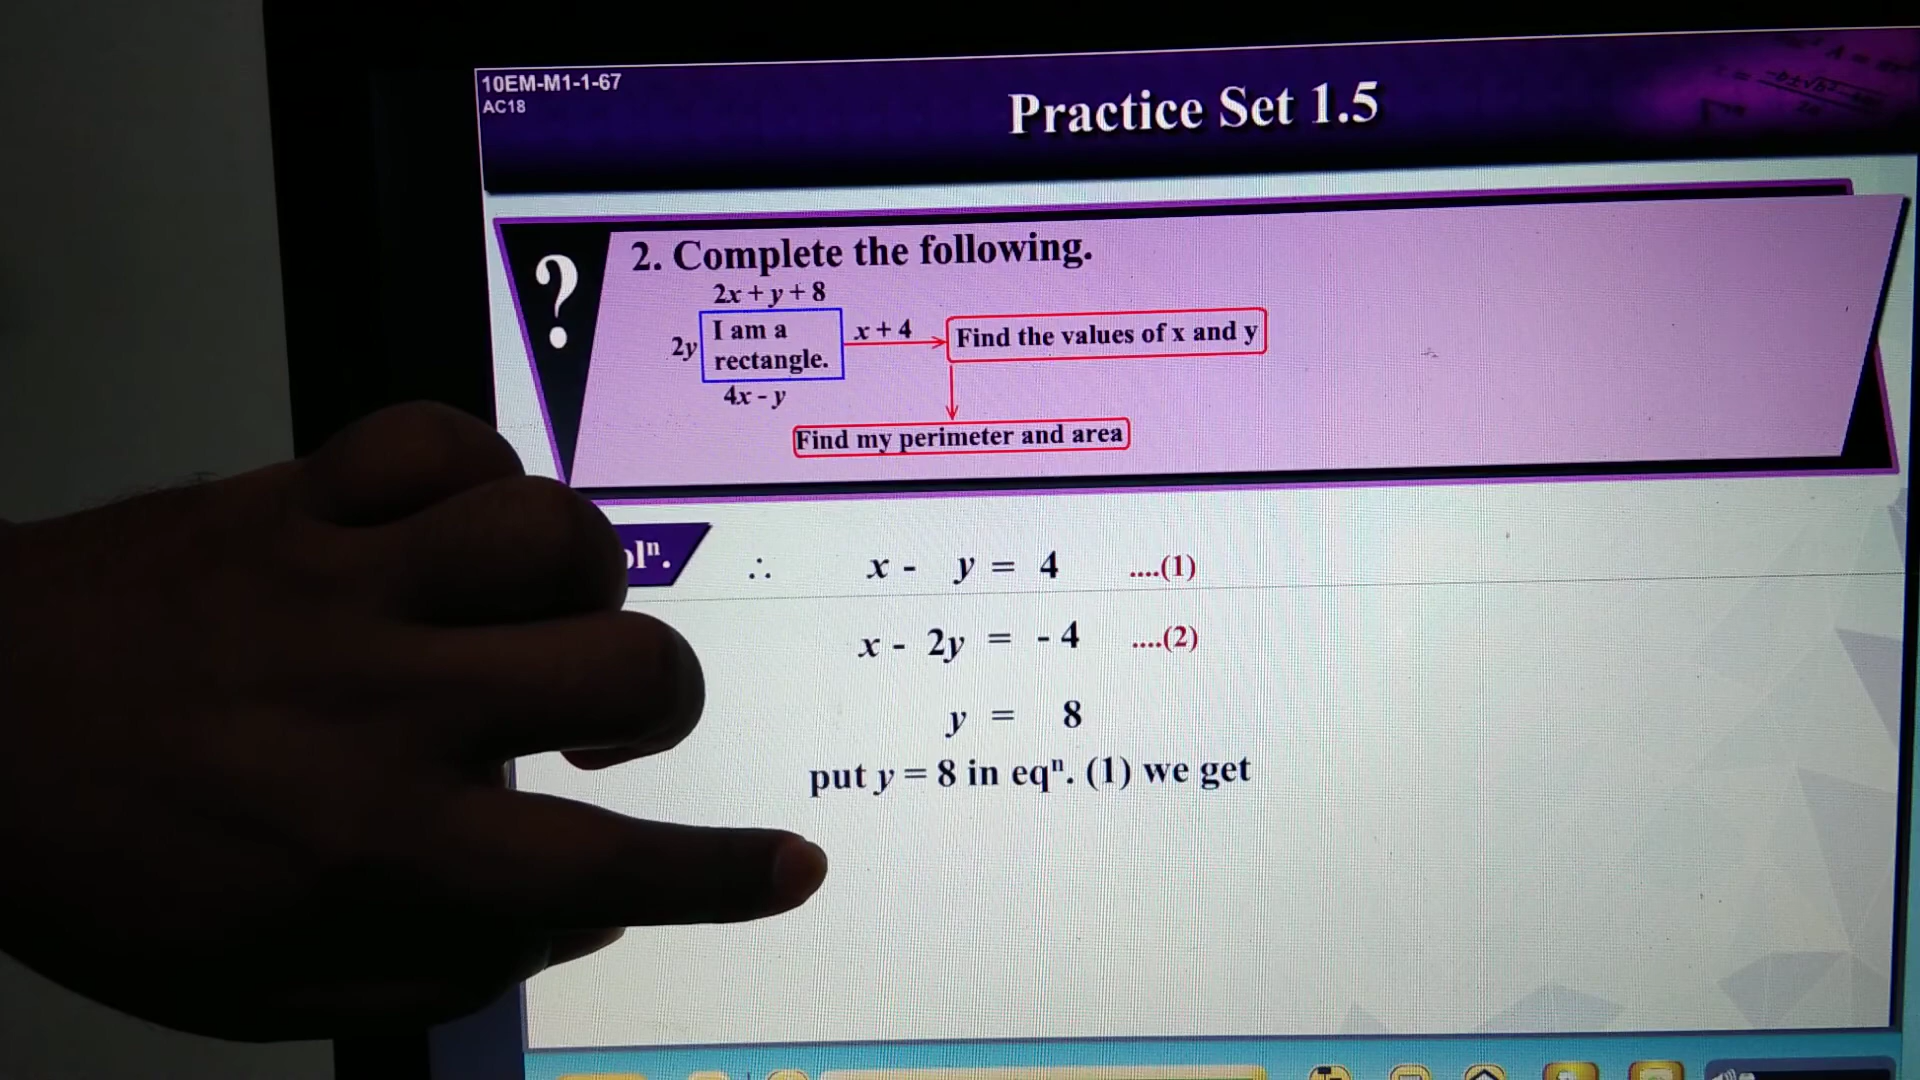 10EM-M1-1-67
AC18
Practice Set 1.5
?
2. Complete the following.
2x + y + 8
2y
I am a
rectangle.
x + 4
Find the values of x and y
4x - y
Find my perimeter and area
olⁿ.
∴ x - y = 4 ....(1)
x - 2y = - 4 ....(2)
y = 8
put y = 8 in eqⁿ. (1) we get